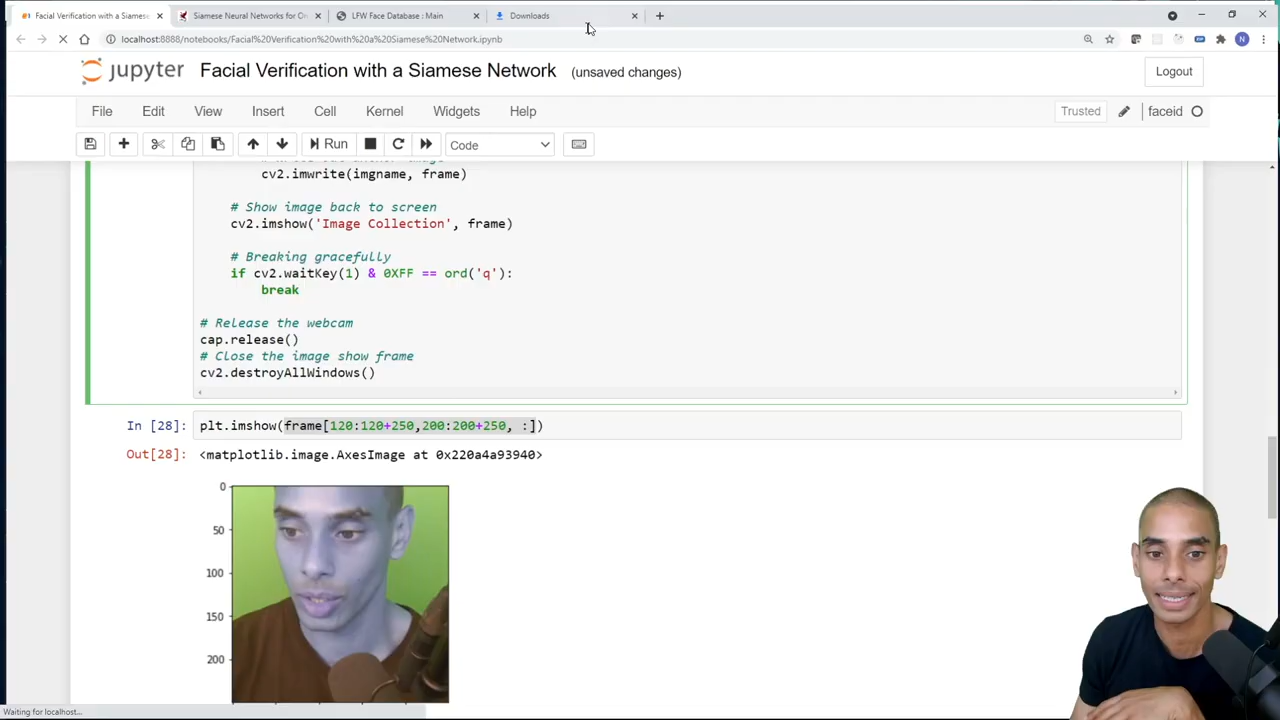 Facial Verification with a Siamese
Siamese Neural Networks for On
LFW Face Database : Main
Downloads
localhost:8888/notebooks/Facial%20Verification%20with%20a%20Siamese%20Network.ipynb
N
jupyter
Facial Verification with a Siamese Network
(unsaved changes)
Logout
File
Edit
View
Insert
Cell
Kernel
Widgets
Help
Trusted
faceid
Run
Code
cv2.imwrite(imgname, frame)
# Show image back to screen
cv2.imshow('Image Collection', frame)
# Breaking gracefully
if cv2.waitKey(1) & 0XFF == ord('q'):
break
# Release the webcam
cap.release()
# Close the image show frame
cv2.destroyAllWindows()
In [28]:
plt.imshow(frame[120:120+250,200:200+250, :])
Out[28]:
<matplotlib.image.AxesImage at 0x220a4a93940>
0
50
100
150
200
Waiting for localhost...